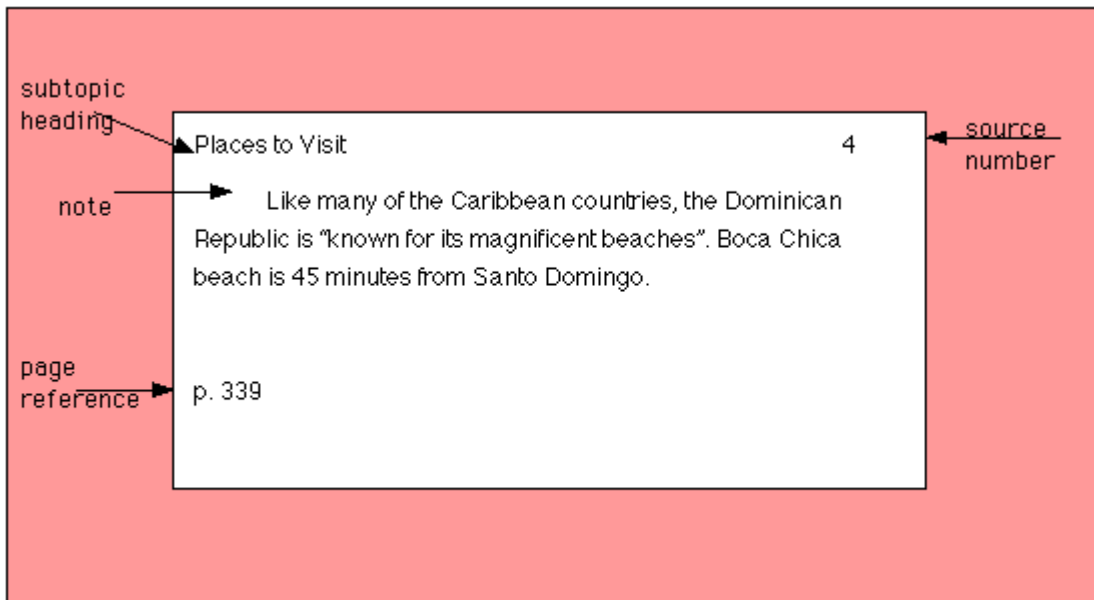 subtopic
heading
Places to Visit 4
source
number
note
Like many of the Caribbean countries, the Dominican
Republic is “known for its magnificent beaches”. Boca Chica
beach is 45 minutes from Santo Domingo.
page
reference
p. 339